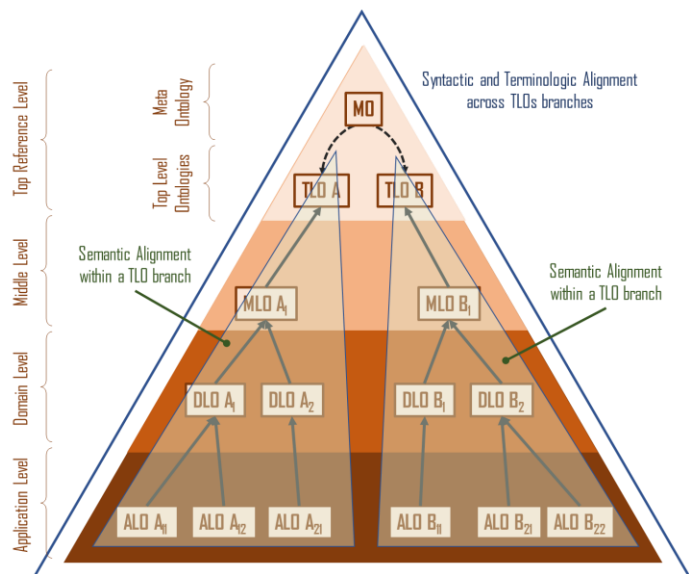 Syntactic and Terminologic Alignment
across TLOs branches
Top Reference Level
Meta
Ontology
MO
Top Level
Ontologies
TLO A
TLO B
Semantic Alignment
within a TLO branch
Semantic Alignment
within a TLO branch
Middle Level
MLO A₁
MLO B₁
Domain Level
DLO A₁
DLO A₂
DLO B₁
DLO B₂
Application Level
ALO A₁₁
ALO A₁₂
ALO A₂₁
ALO B₁₁
ALO B₂₁
ALO B₂₂